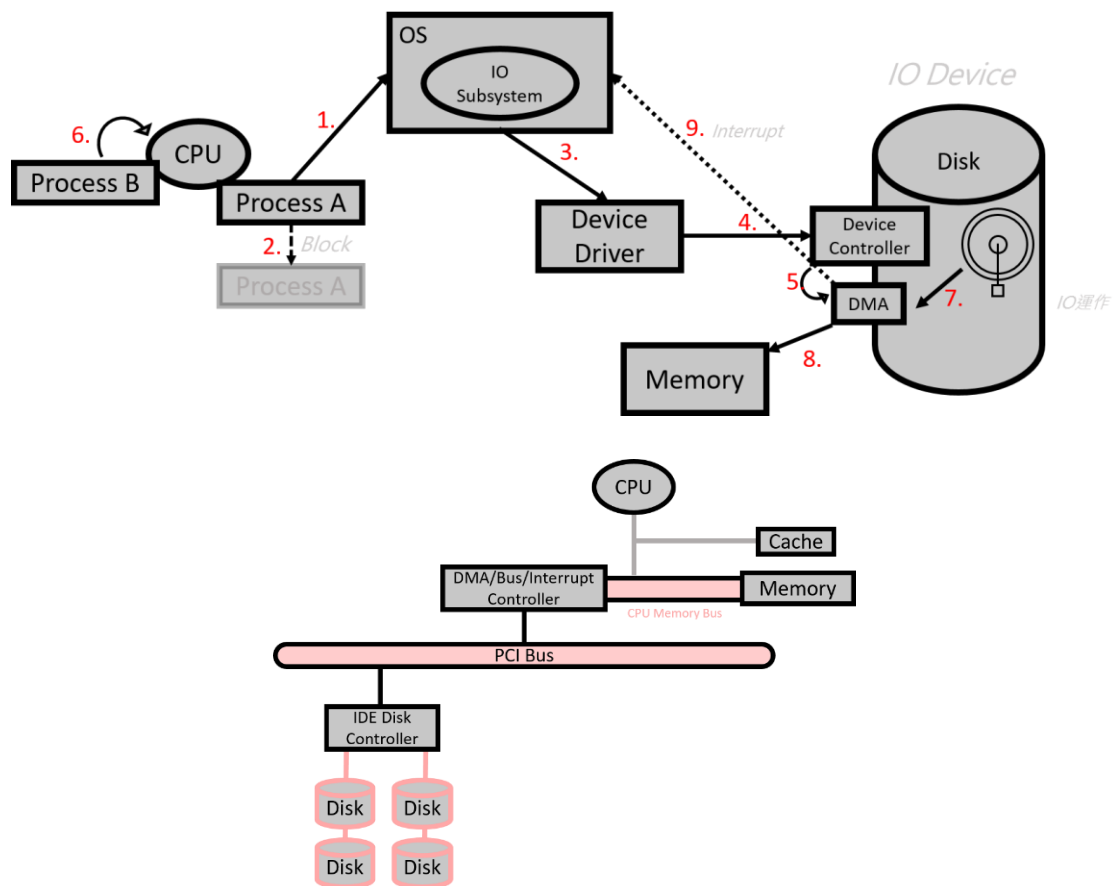 OS
IO
Subsystem
IO Device
1.
9.
Interrupt
6.
CPU
3.
Disk
Process B
Process A
Device
Driver
4.
Device
Controller
2.
Block
Process A
5.
DMA
7.
IO運作
8.
Memory
CPU
Cache
DMA/Bus/Interrupt
Controller
Memory
CPU Memory Bus
PCI Bus
IDE Disk
Controller
Disk
Disk
Disk
Disk